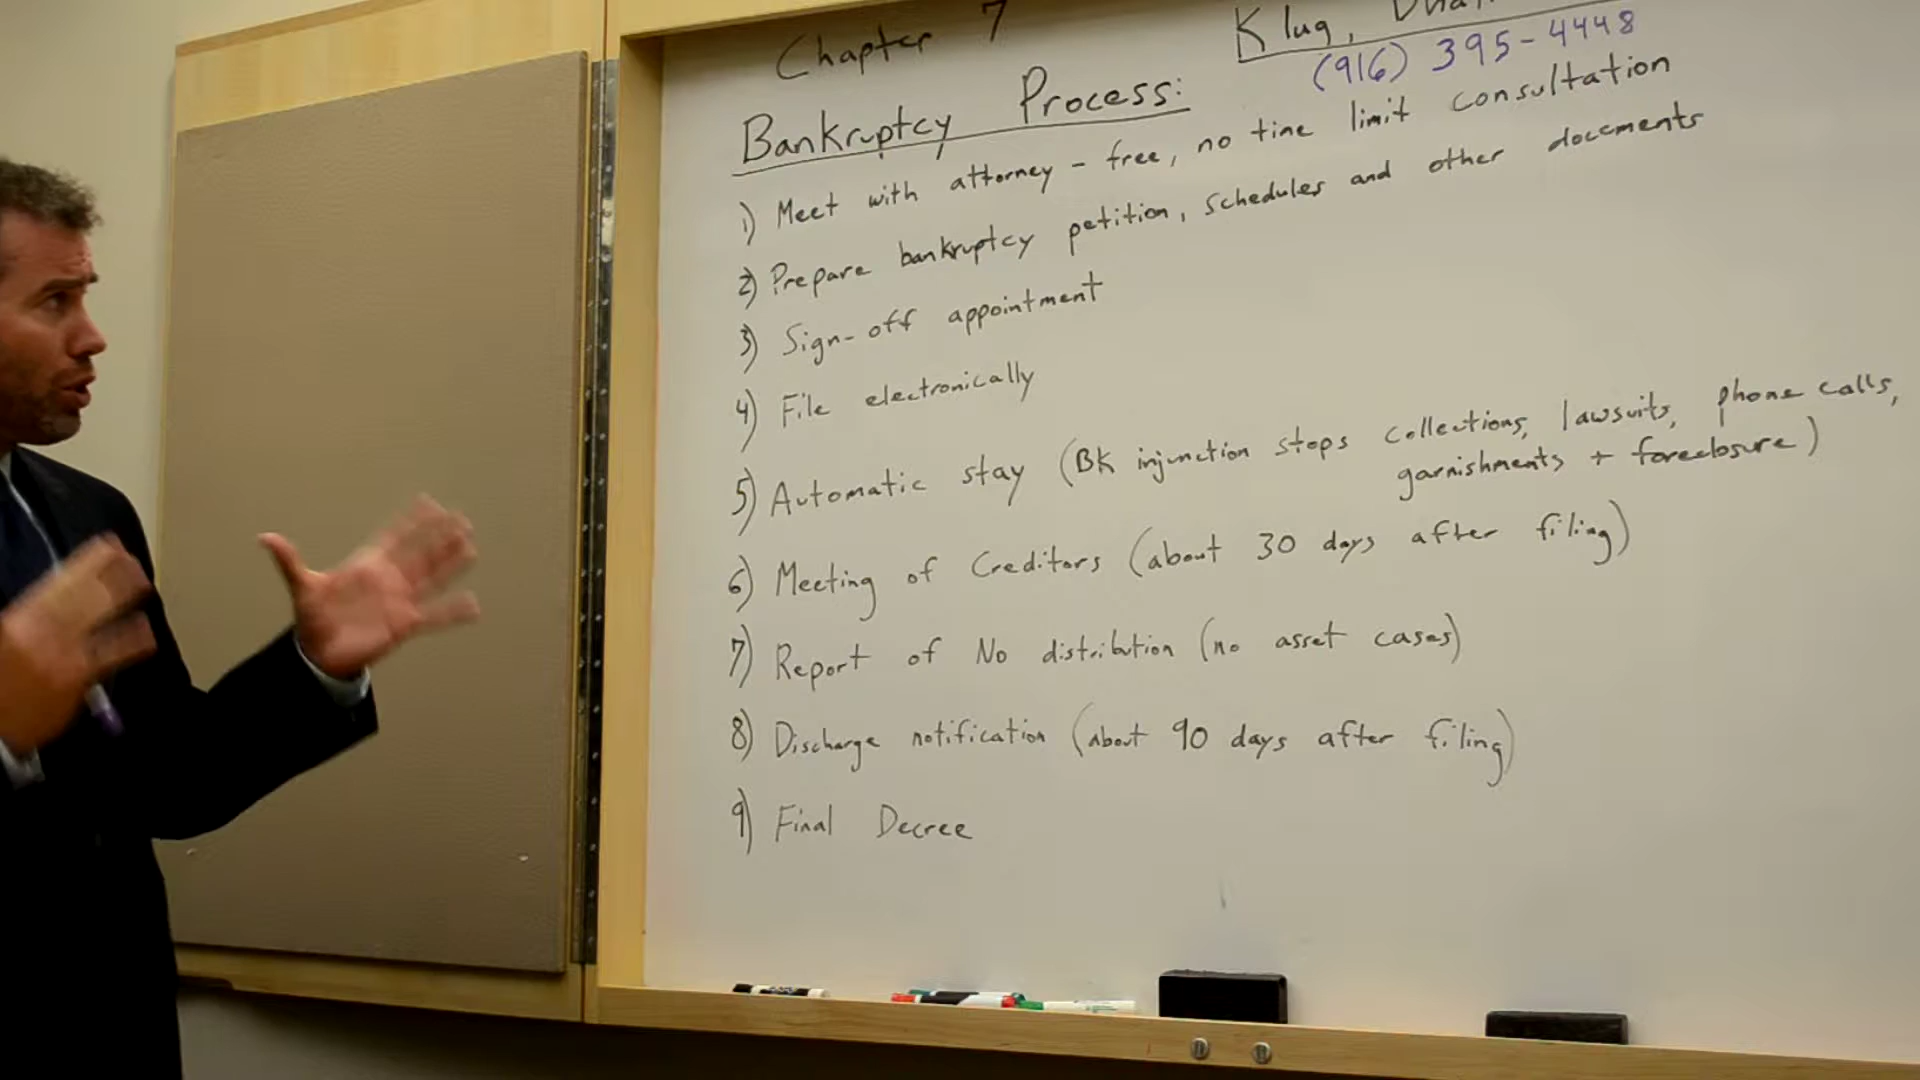 Chapter 7
Klug,
(916) 395-4448
Bankruptcy Process:
1) Meet with attorney - free, no time limit consultation
2) Prepare bankruptcy petition, schedules and other documents
3) Sign-off appointment
4) File electronically
5) Automatic stay (BK injunction stops collections, lawsuits, phone calls,
garnishments + foreclosure)
6) Meeting of Creditors (about 30 days after filing)
7) Report of No distribution (no asset cases)
8) Discharge notification (about 90 days after filing)
9) Final Decree